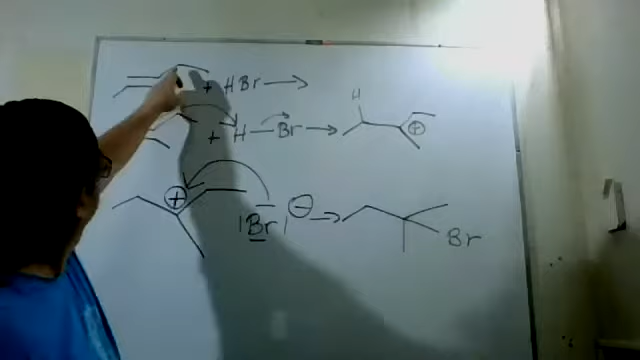 + HBr →
H
+ H — Br → ⊕
⊕ |Br| ⊖ → Br